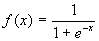 f(x) = 1 / (1 + e^{-x})